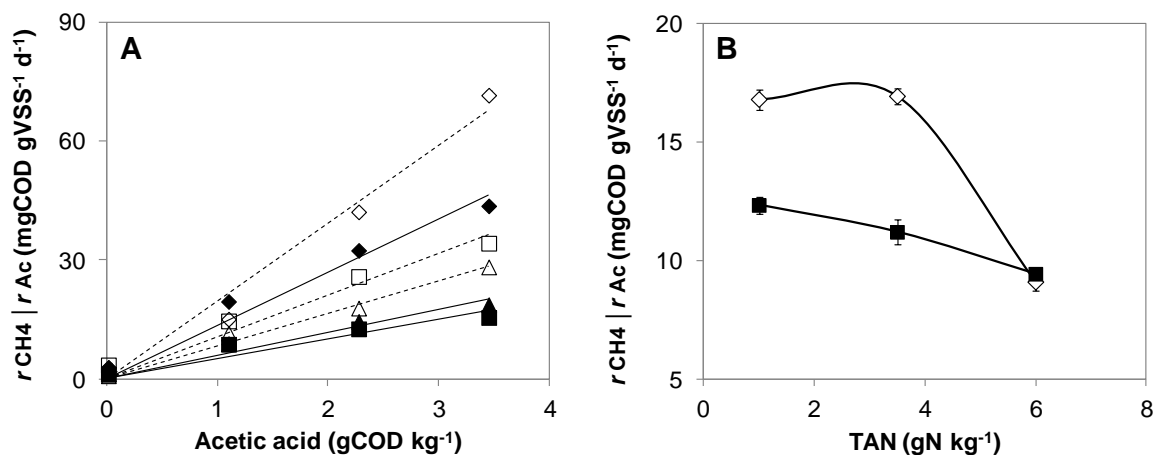 A
r CH4 | r Ac (mgCOD gVSS-1 d-1)
90
60
30
0
0 1 2 3 4
Acetic acid (gCOD kg-1)
B
r CH4 | r Ac (mgCOD gVSS-1 d-1)
20
15
10
5
0 2 4 6 8
TAN (gN kg-1)